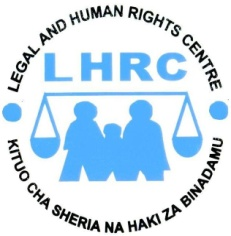 LEGAL AND HUMAN RIGHTS CENTRE
LHRC
KITUO CHA SHERIA NA HAKI ZA BINADAMU